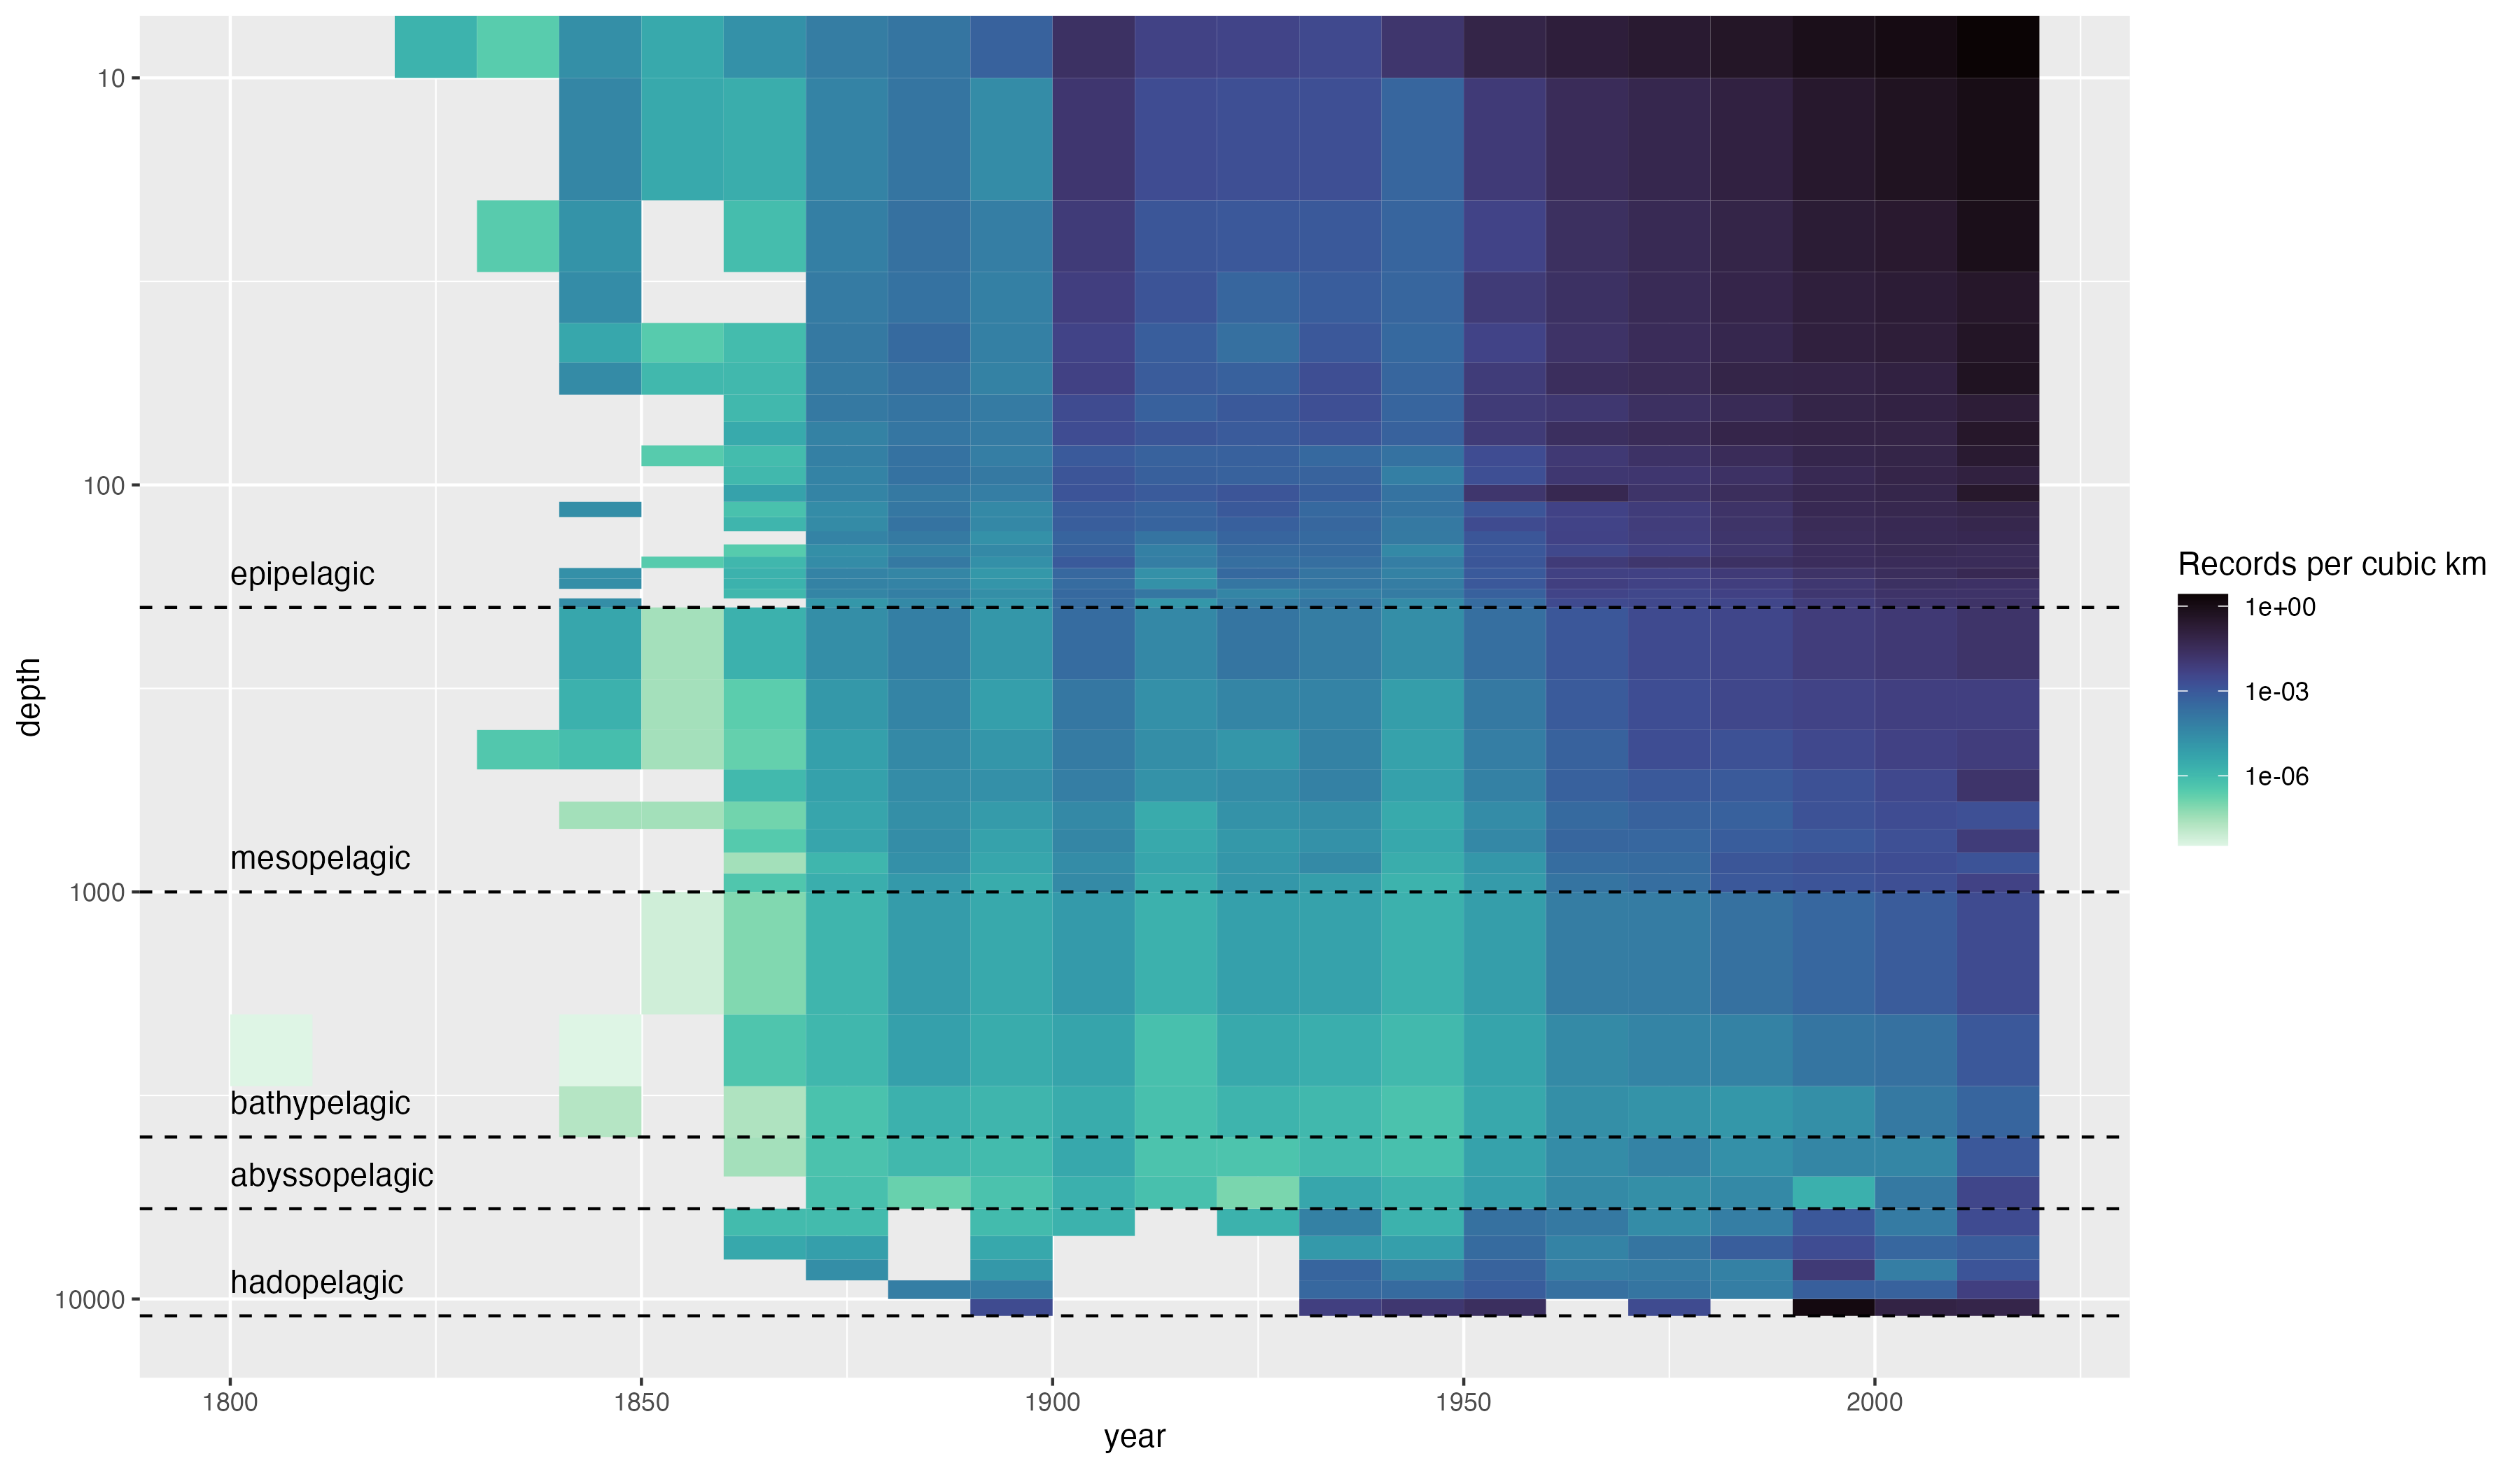 10
100
epipelagic
Records per cubic km
1e+00
1e-03
1e-06
depth
mesopelagic
1000
bathypelagic
abyssopelagic
hadopelagic
10000
1800 1850 1900 1950 2000
year